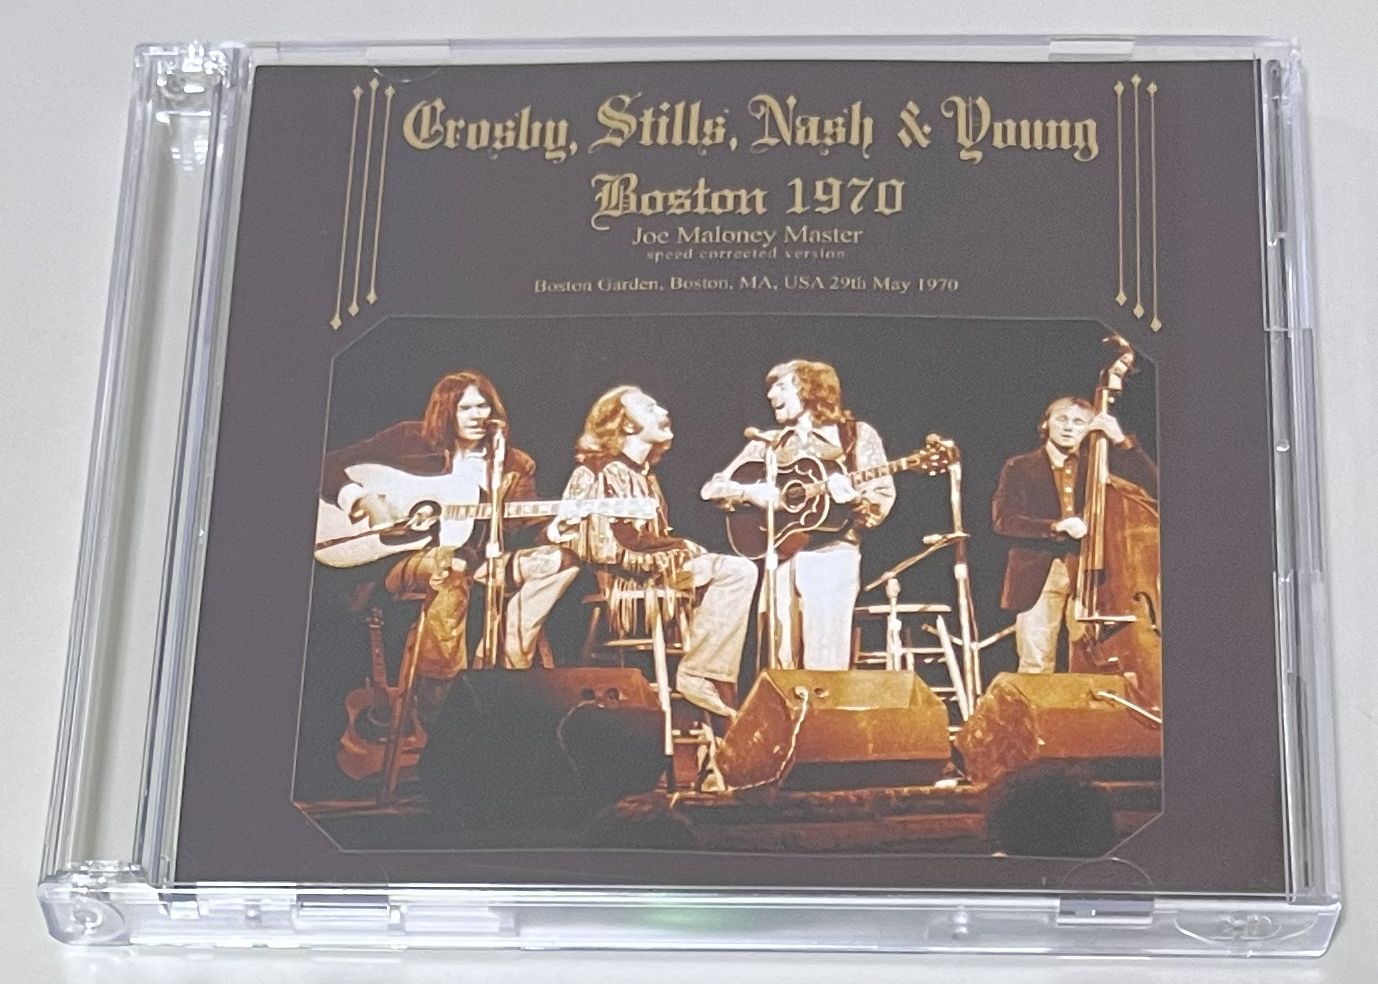 Crosby, Stills, Nash & Young
Boston 1970
Joe Maloney Master
speed corrected version
Boston Garden, Boston, MA, USA 29th May 1970